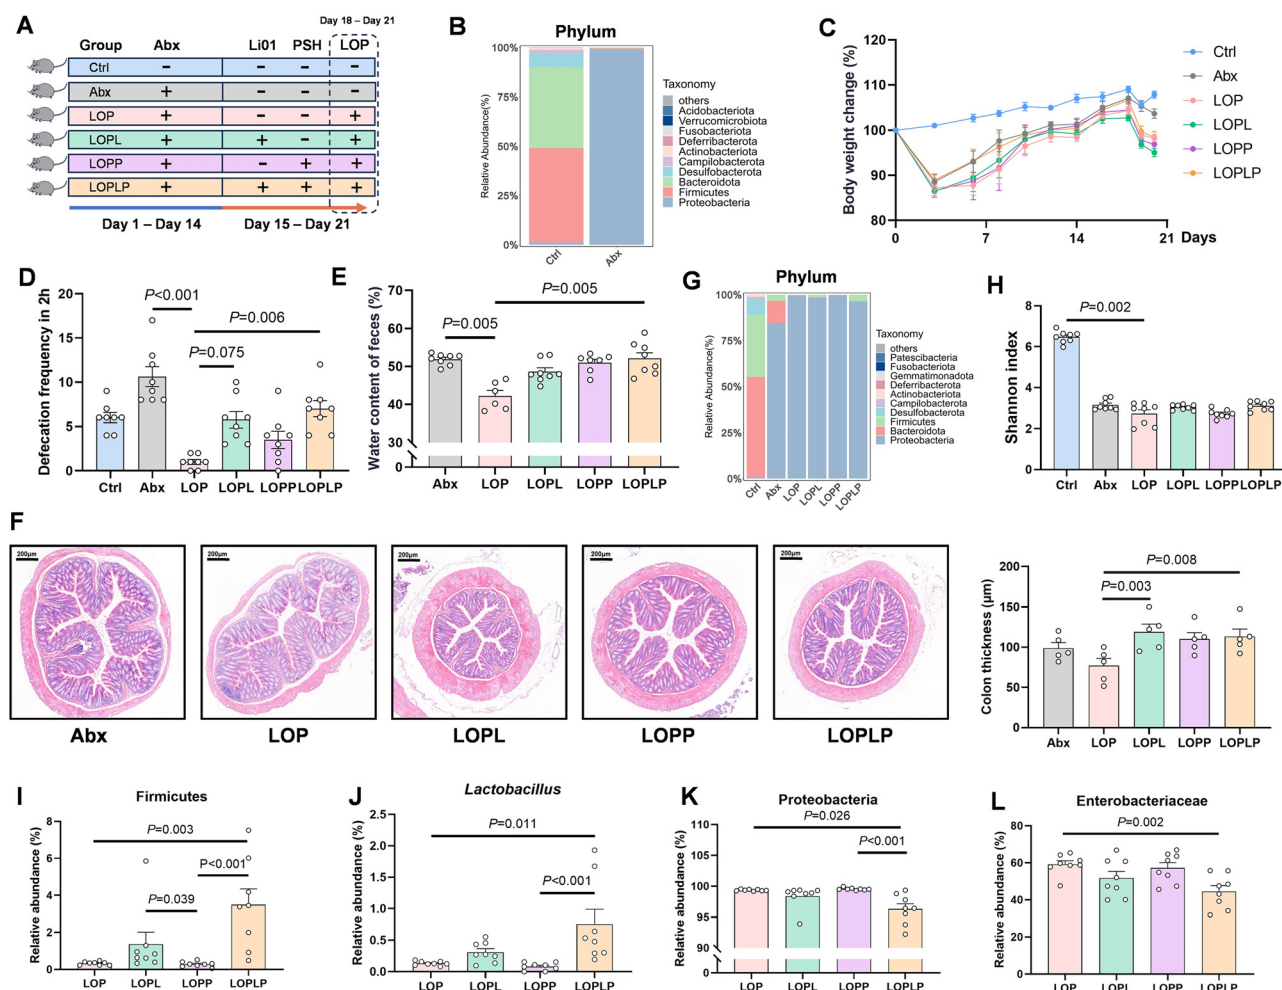 A
Day 18 – Day 21
Group Abx Li01 PSH LOP
Ctrl – – – –
Abx + – – –
LOP + – – +
LOPL + + – +
LOPP + – + +
LOPLP + + + +
Day 1 – Day 14 Day 15 – Day 21
B
Phylum
Relative Abundance(%)
100%
75%
50%
25%
0%
Ctrl Abx
Taxonomy
others
Acidobacteriota
Verrucomicrobiota
Fusobacteriota
Deferribacterota
Actinobacteriota
Campilobacterota
Desulfobacterota
Bacteroidota
Firmicutes
Proteobacteria
C
Body weight change (%)
120
110
100
90
80
0 7 14 21 Days
Ctrl
Abx
LOP
LOPL
LOPP
LOPLP
D
Defecation frequency in 2h
20
15
10
5
0
P<0.001
P=0.006
P=0.075
Ctrl Abx LOP LOPL LOPP LOPLP
E
Water content of feces (%)
70
60
50
40
30
0
P=0.005
P=0.005
Abx LOP LOPL LOPP LOPLP
G
Phylum
Relative Abundance(%)
100%
75%
50%
25%
0%
Ctrl Abx LOP LOPL LOPP LOPLP
Taxonomy
others
Patescibacteria
Fusobacteriota
Gemmatimonadota
Deferribacterota
Actinobacteriota
Campilobacterota
Desulfobacterota
Firmicutes
Bacteroidota
Proteobacteria
H
Shannon index
8
6
4
2
0
P=0.002
Ctrl Abx LOP LOPL LOPP LOPLP
F
200μm 200μm 200μm 200μm 200μm
Abx LOP LOPL LOPP LOPLP
Colon thickness (μm)
200
150
100
50
0
P=0.008
P=0.003
Abx LOP LOPL LOPP LOPLP
I
Firmicutes
Relative abundance (%)
8
6
4
2
0
P=0.003
P<0.001
P=0.039
LOP LOPL LOPP LOPLP
J
Lactobacillus
Relative abundance (%)
2.5
2.0
1.5
1.0
0.5
0.0
P=0.011
P<0.001
LOP LOPL LOPP LOPLP
K
Proteobacteria
Relative abundance (%)
110
105
100
95
90
0
P=0.026
P<0.001
LOP LOPL LOPP LOPLP
L
Enterobacteriaceae
Relative abundance (%)
80
60
40
20
0
P=0.002
LOP LOPL LOPP LOPLP